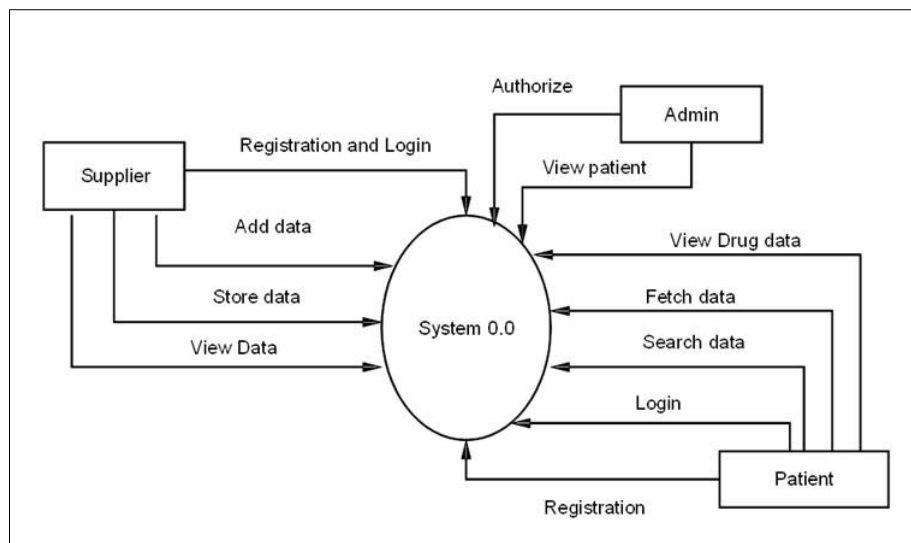 Authorize
Admin
Registration and Login
View patient
Supplier
Add data
View Drug data
Store data
Fetch data
System 0.0
View Data
Search data
Login
Patient
Registration